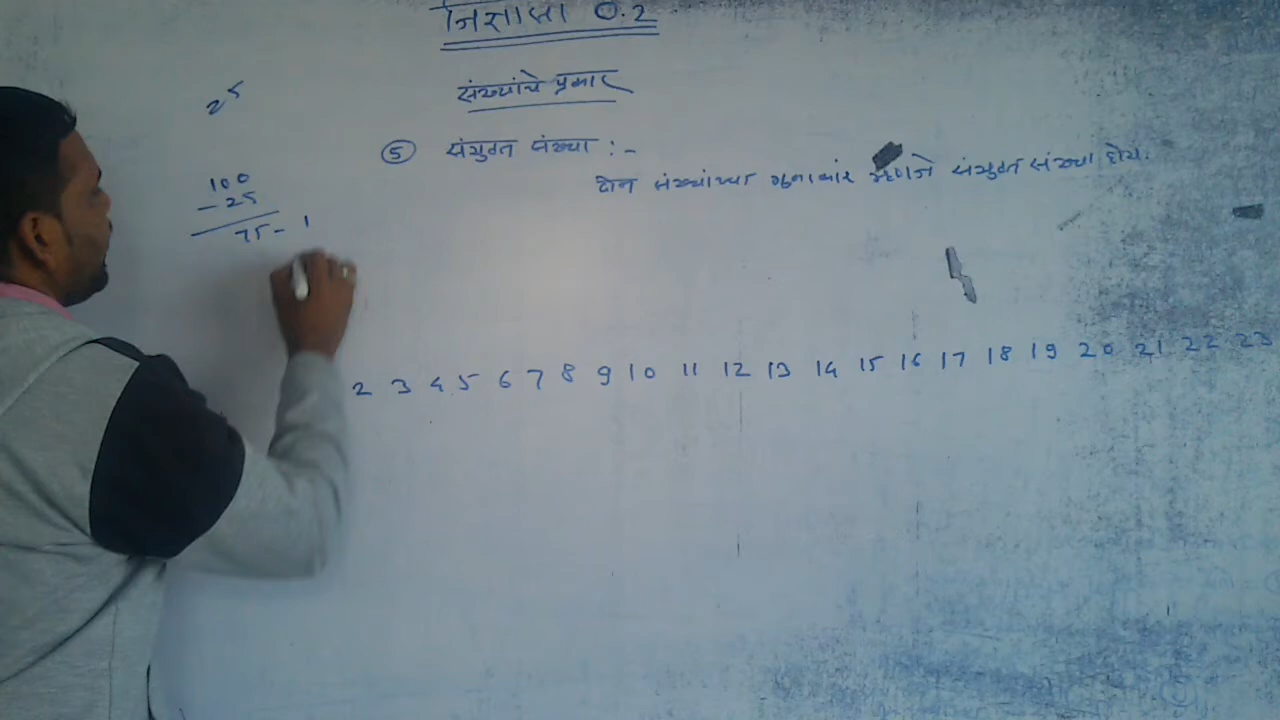 जिज्ञासा 0.2
संख्यांचे प्रकार
25
⑤ संयुक्त संख्या :-
दोन संख्यांच्या गुनाकार म्हणजे संयुक्त संख्या होय.
100
- 25
75 - 1
2 3 4 5 6 7 8 9 10 11 12 13 14 15 16 17 18 19 20 21 22 23